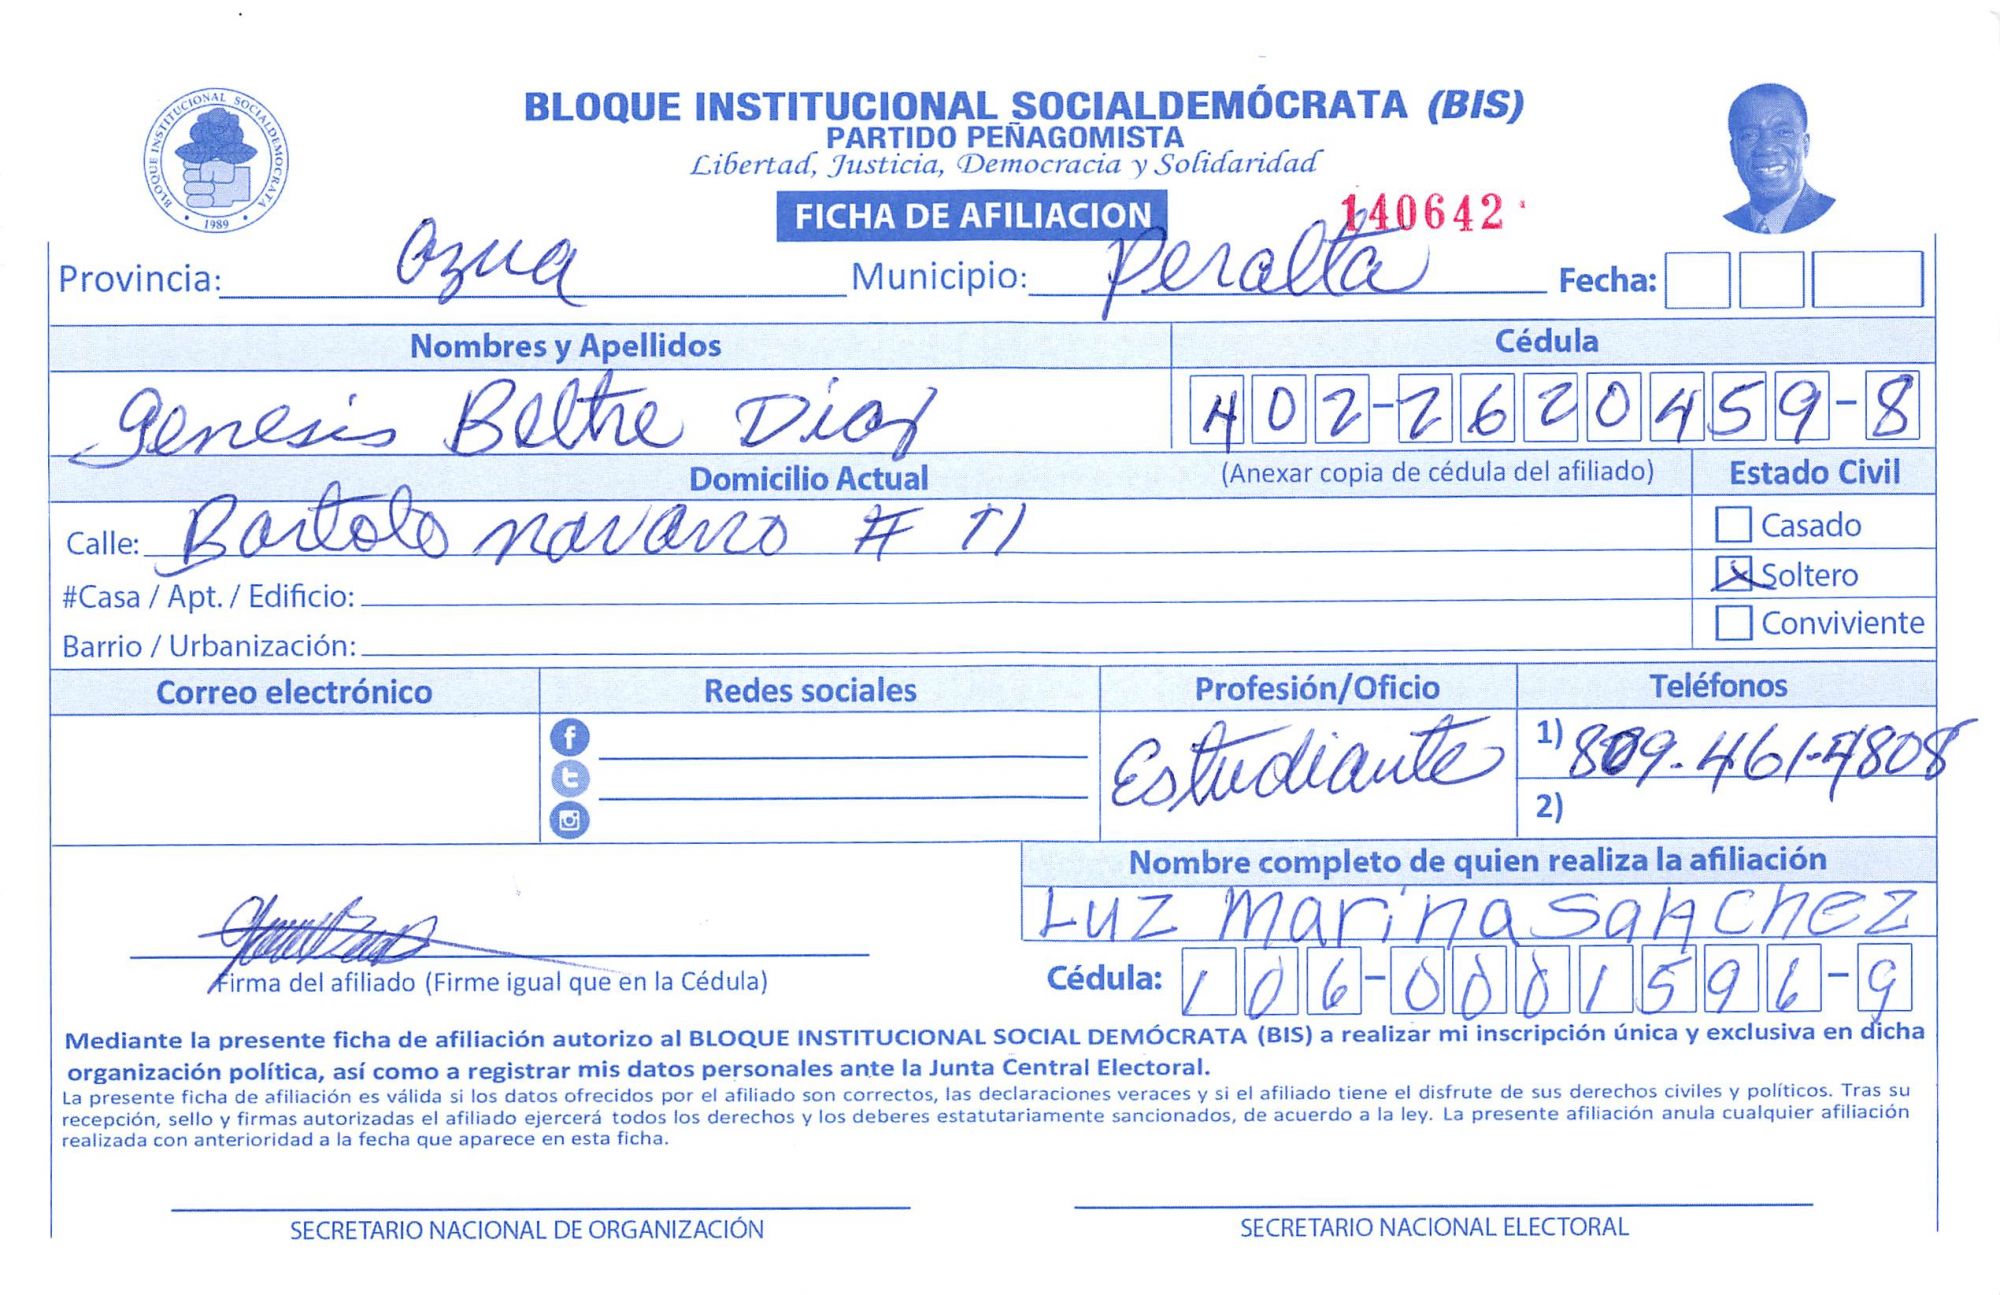 BLOQUE INSTITUCIONAL SOCIALDEMÓCRATA (BIS)
PARTIDO PEÑAGOMISTA
Libertad, Justicia, Democracia y Solidaridad
BLOQUE INSTITUCIONAL SOCIALDEMOCRATA
1989
FICHA DE AFILIACION
140642
Provincia: Azua Municipio: Peralta Fecha:
Nombres y Apellidos Cédula
Genesis Beltre Diaz 402-2620459-8
Domicilio Actual (Anexar copia de cédula del afiliado) Estado Civil
Calle: Bartolo navarro # 11
Casado
#Casa / Apt. / Edificio:
Soltero
Barrio / Urbanización:
Conviviente
Correo electrónico Redes sociales Profesión/Oficio Teléfonos
Estudiante 1) 809-461-4808
2)
Nombre completo de quien realiza la afiliación
Luz Marina Sanchez
Firma del afiliado (Firme igual que en la Cédula)
Cédula: 106-0001596-9
Mediante la presente ficha de afiliación autorizo al BLOQUE INSTITUCIONAL SOCIAL DEMÓCRATA (BIS) a realizar mi inscripción única y exclusiva en dicha
organización política, así como a registrar mis datos personales ante la Junta Central Electoral.
La presente ficha de afiliación es válida si los datos ofrecidos por el afiliado son correctos, las declaraciones veraces y si el afiliado tiene el disfrute de sus derechos civiles y políticos. Tras su
recepción, sello y firmas autorizadas el afiliado ejercerá todos los derechos y los deberes estatutariamente sancionados, de acuerdo a la ley. La presente afiliación anula cualquier afiliación
realizada con anterioridad a la fecha que aparece en esta ficha.
SECRETARIO NACIONAL DE ORGANIZACIÓN SECRETARIO NACIONAL ELECTORAL